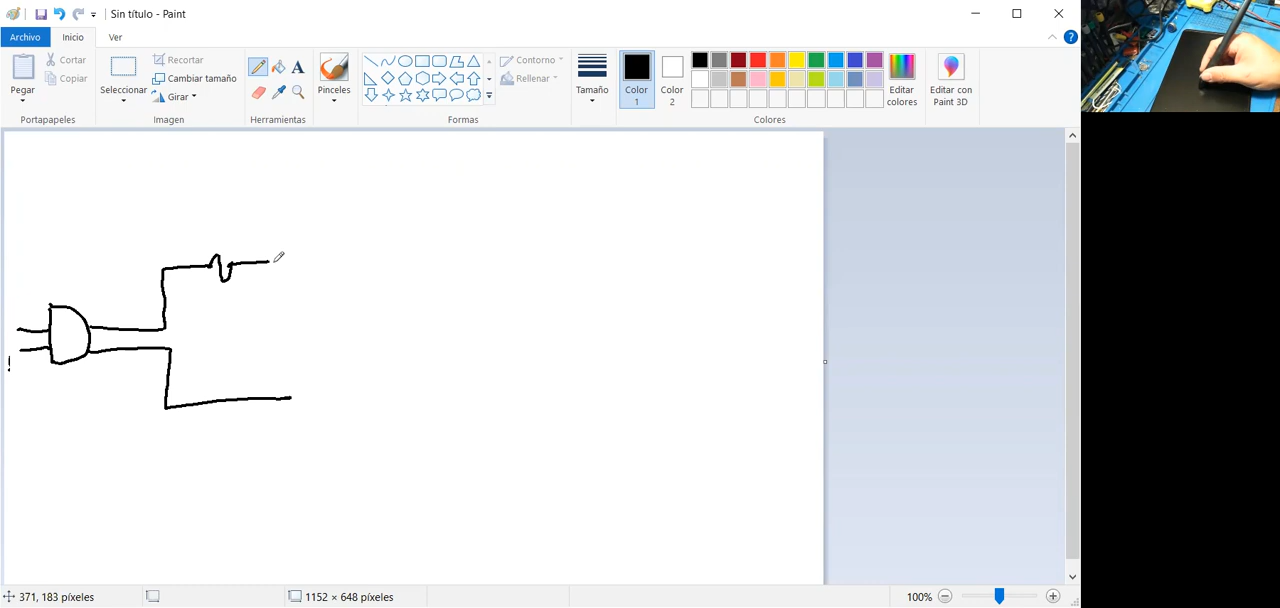 Sin título - Paint
Archivo
Inicio
Ver
Pegar
Cortar
Copiar
Portapapeles
Seleccionar
Recortar
Cambiar tamaño
Girar
Imagen
A
Herramientas
Pinceles
Contorno
Rellenar
Formas
Tamaño
Color
1
Color
2
Editar
colores
Colores
Editar con
Paint 3D
371, 183 píxeles
1152 × 648 píxeles
100%